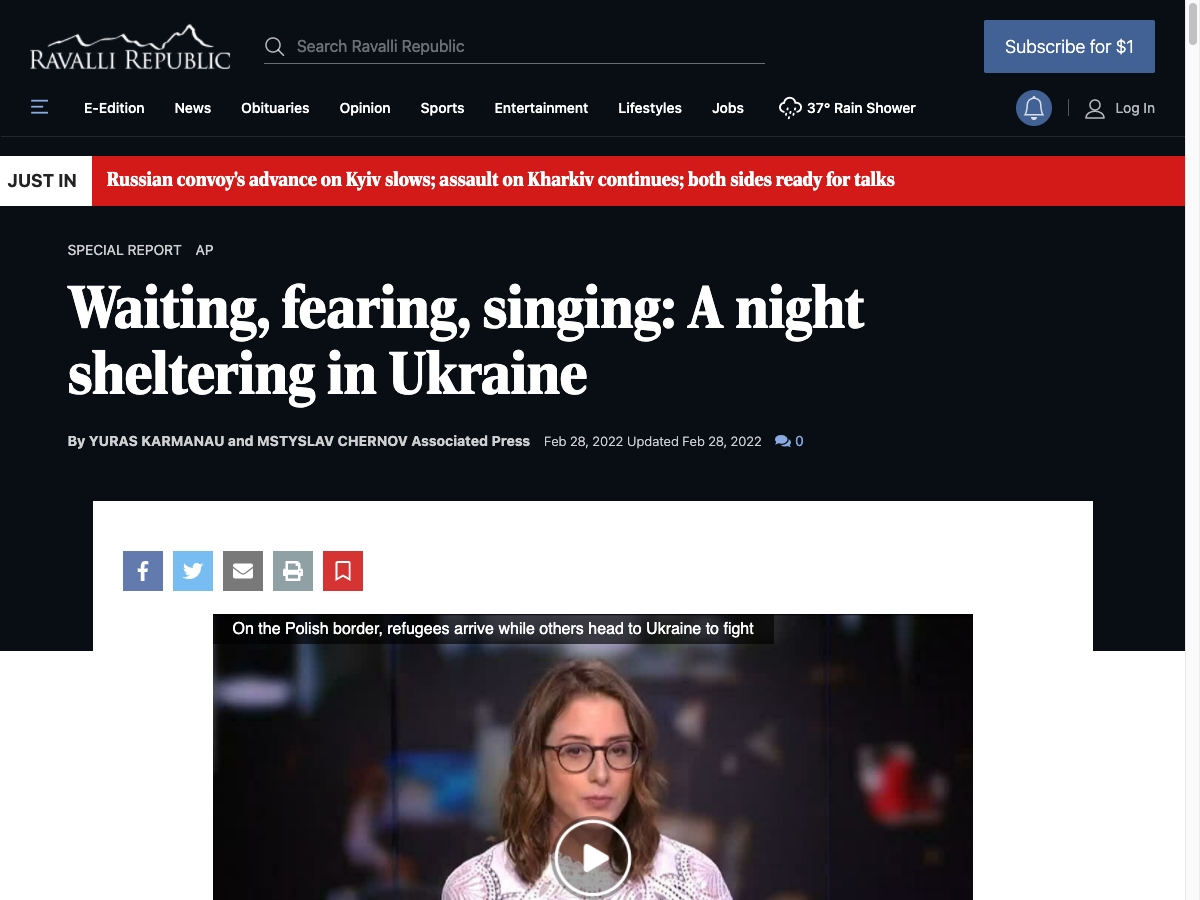 RAVALLI REPUBLIC
Search Ravalli Republic
Subscribe for $1
E-Edition News Obituaries Opinion Sports Entertainment Lifestyles Jobs 37° Rain Shower
Log In
JUST IN
Russian convoy's advance on Kyiv slows; assault on Kharkiv continues; both sides ready for talks
SPECIAL REPORT AP
Waiting, fearing, singing: A night
sheltering in Ukraine
By YURAS KARMANAU and MSTYSLAV CHERNOV Associated Press Feb 28, 2022 Updated Feb 28, 2022 0
On the Polish border, refugees arrive while others head to Ukraine to fight